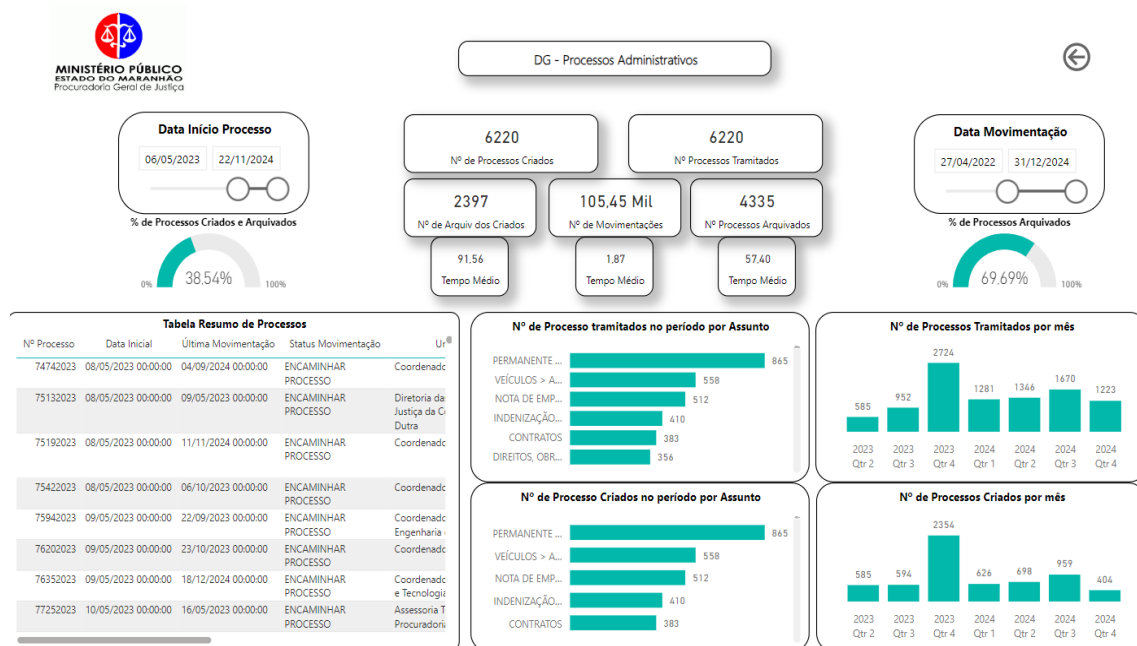 MINISTÉRIO PÚBLICO
ESTADO DO MARANHÃO
Procuradoria Geral de Justiça
DG - Processos Administrativos
Data Início Processo
06/05/2023 22/11/2024
% de Processos Criados e Arquivados
38,54%
0% 100%
6220
Nº de Processos Criados
6220
Nº Processos Tramitados
2397
Nº de Arquiv dos Criados
105,45 Mil
Nº de Movimentações
4335
Nº Processos Arquivados
91,56
Tempo Médio
1,87
Tempo Médio
57,40
Tempo Médio
Data Movimentação
27/04/2022 31/12/2024
% de Processos Arquivados
69,69%
0% 100%
Tabela Resumo de Processos
Nº Processo Data Inicial Última Movimentação Status Movimentação Ur
74742023 08/05/2023 00:00:00 04/09/2024 00:00:00 ENCAMINHAR Coordenadc
PROCESSO
75132023 08/05/2023 00:00:00 09/05/2023 00:00:00 ENCAMINHAR Diretoria da
PROCESSO Justiça da Co
Dutra
75192023 08/05/2023 00:00:00 11/11/2024 00:00:00 ENCAMINHAR Coordenadc
PROCESSO
75422023 08/05/2023 00:00:00 06/10/2023 00:00:00 ENCAMINHAR Coordenadc
PROCESSO
75942023 09/05/2023 00:00:00 22/09/2023 00:00:00 ENCAMINHAR Coordenadc
PROCESSO Engenharia
76202023 09/05/2023 00:00:00 23/10/2023 00:00:00 ENCAMINHAR Coordenadc
PROCESSO
76352023 09/05/2023 00:00:00 18/12/2024 00:00:00 ENCAMINHAR Coordenadc
PROCESSO e Tecnologia
77252023 10/05/2023 00:00:00 16/05/2023 00:00:00 ENCAMINHAR Assessoria T
PROCESSO Procuradoria
Nº de Processo tramitados no período por Assunto
PERMANENTE ... 865
VEÍCULOS > A... 558
NOTA DE EMP... 512
INDENIZAÇÃO... 410
CONTRATOS 383
DIREITOS, OBR... 356
Nº de Processo Criados no período por Assunto
PERMANENTE ... 865
VEÍCULOS > A... 558
NOTA DE EMP... 512
INDENIZAÇÃO... 410
CONTRATOS 383
Nº de Processos Tramitados por mês
585 952 2724 1281 1346 1670 1223
2023 2023 2023 2024 2024 2024 2024
Qtr 2 Qtr 3 Qtr 4 Qtr 1 Qtr 2 Qtr 3 Qtr 4
Nº de Processos Criados por mês
585 594 2354 626 698 959 404
2023 2023 2023 2024 2024 2024 2024
Qtr 2 Qtr 3 Qtr 4 Qtr 1 Qtr 2 Qtr 3 Qtr 4